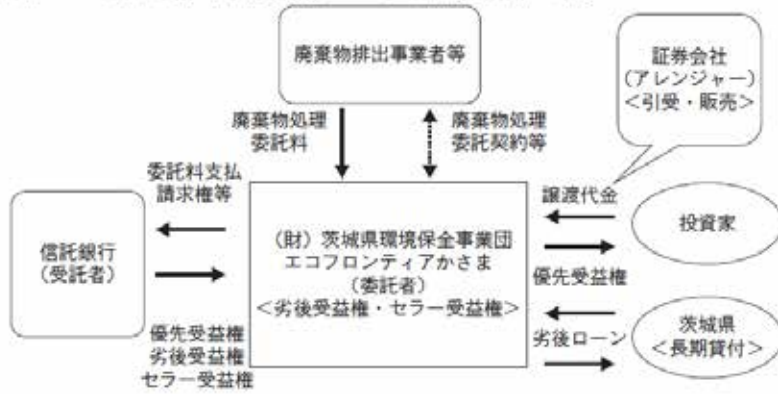 廃棄物排出事業者等
証券会社
(アレンジャー)
<引受・販売>
廃棄物処理
委託料
廃棄物処理
委託契約等
委託料支払
請求権等
譲渡代金
信託銀行
(受託者)
(財)茨城県環境保全事業団
エコフロンティアかさま
(委託者)
<劣後受益権・セラー受益権>
投資家
優先受益権
優先受益権
劣後受益権
セラー受益権
劣後ローン
茨城県
<長期貸付>